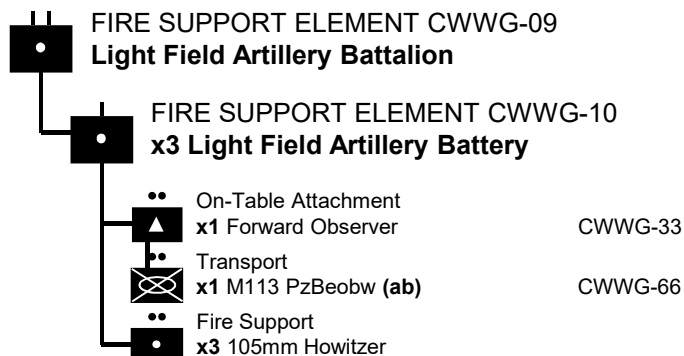 FIRE SUPPORT ELEMENT CWWG-09
Light Field Artillery Battalion
FIRE SUPPORT ELEMENT CWWG-10
x3 Light Field Artillery Battery
On-Table Attachment
x1 Forward Observer CWWG-33
Transport
x1 M113 PzBeobw (ab) CWWG-66
Fire Support
x3 105mm Howitzer